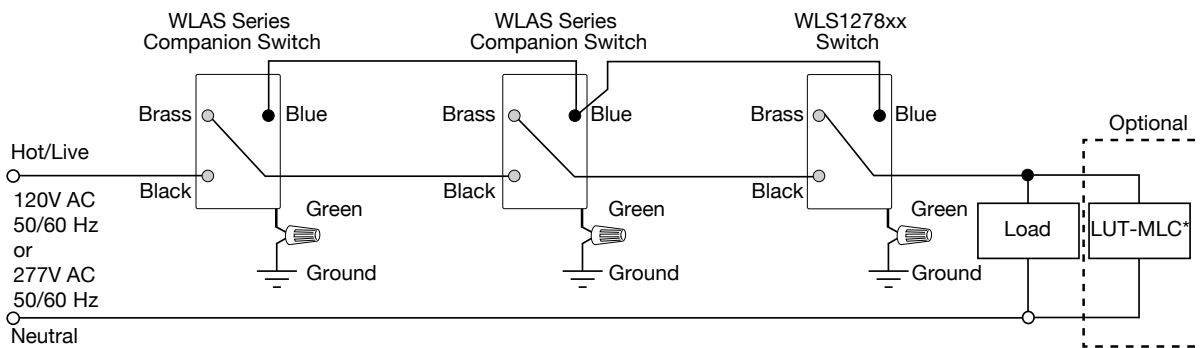 WLAS Series
Companion Switch
WLAS Series
Companion Switch
WLS1278xx
Switch
Brass
Blue
Brass
Blue
Brass
Blue
Optional
Hot/Live
Black
Black
Black
120V AC
50/60 Hz
or
277V AC
50/60 Hz
Green
Green
Green
Load
LUT-MLC*
Ground
Ground
Ground
Neutral